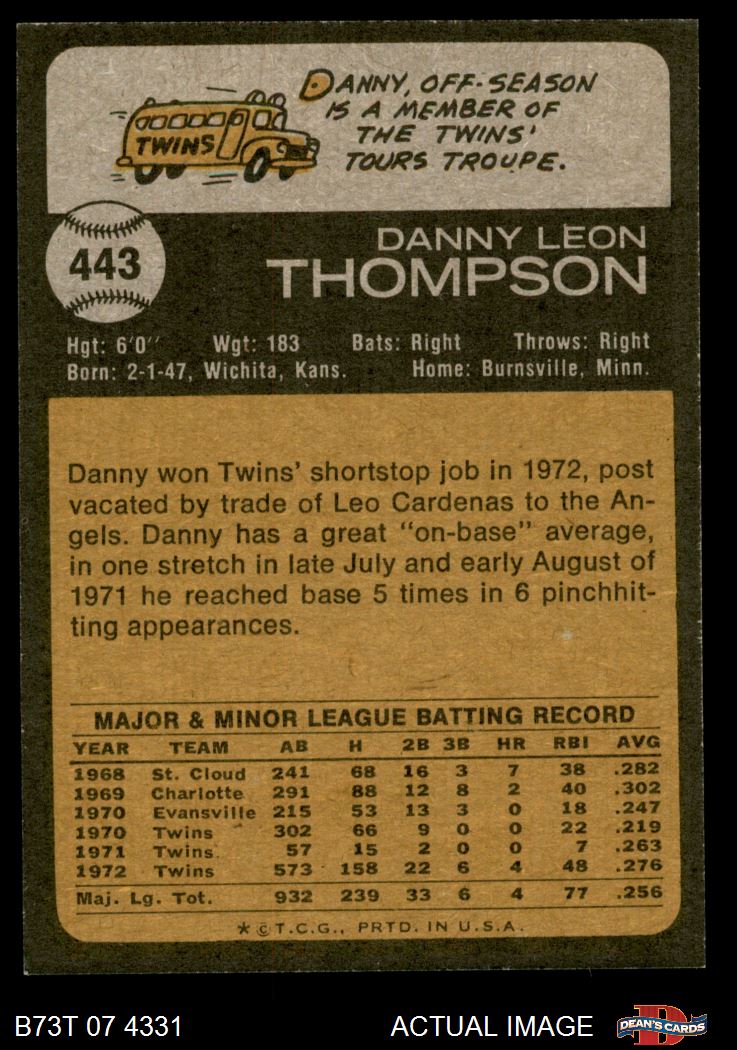 DANNY, OFF-SEASON
IS A MEMBER OF
THE TWINS'
TOURS TROUPE.
TWINS
443
DANNY LEON
THOMPSON
Hgt: 6'0" Wgt: 183 Bats: Right Throws: Right
Born: 2-1-47, Wichita, Kans. Home: Burnsville, Minn.
Danny won Twins' shortstop job in 1972, post
vacated by trade of Leo Cardenas to the An-
gels. Danny has a great "on-base" average,
in one stretch in late July and early August of
1971 he reached base 5 times in 6 pinchhit-
ting appearances.
MAJOR & MINOR LEAGUE BATTING RECORD
YEAR TEAM AB H 2B 3B HR RBI AVG
1968 St. Cloud 241 68 16 3 7 38 .282
1969 Charlotte 291 88 12 8 2 40 .302
1970 Evansville 215 53 13 3 0 18 .247
1970 Twins 302 66 9 0 0 22 .219
1971 Twins 57 15 2 0 0 7 .263
1972 Twins 573 158 22 6 4 48 .276
Maj. Lg. Tot. 932 239 33 6 4 77 .256
* © T.C.G., PRTD. IN U.S.A.
B73T 07 4331 ACTUAL IMAGE D DEAN'S CARDS